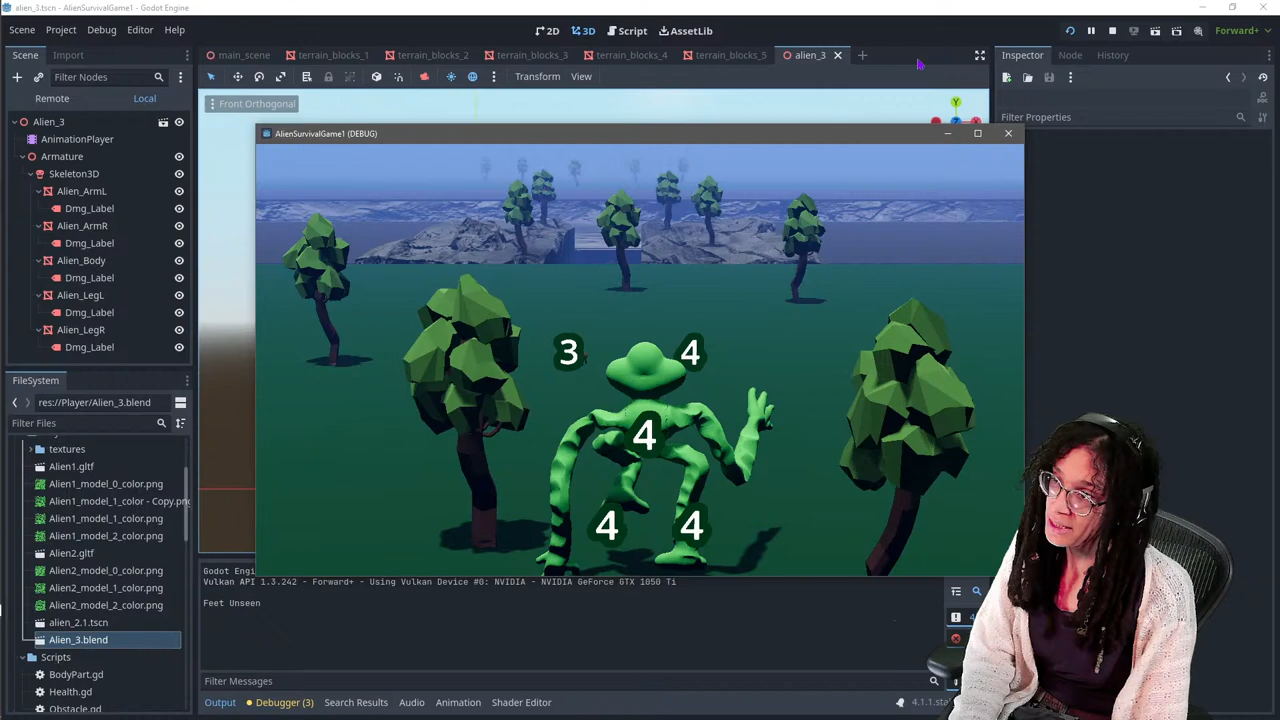 alien_3.tscn - AlienSurvivalGame1 - Godot Engine
Scene Project Debug Editor Help
2D 3D Script AssetLib
Forward+
Scene Import
main_scene terrain_blocks_1 terrain_blocks_2 terrain_blocks_3 terrain_blocks_4 terrain_blocks_5 alien_3
Inspector Node History
Filter Nodes
Transform View
Remote Local
Front Orthogonal
Y
Filter Properties
Alien_3
AnimationPlayer
Armature
Skeleton3D
Alien_ArmL
Dmg_Label
Alien_ArmR
Dmg_Label
Alien_Body
Dmg_Label
Alien_LegL
Dmg_Label
Alien_LegR
Dmg_Label
AlienSurvivalGame1 (DEBUG)
3 4
4
4 4
FileSystem
res://Player/Alien_3.blend
Filter Files
textures
Alien1.gltf
Alien1_model_0_color.png
Alien1_model_1_color - Copy.png
Alien1_model_1_color.png
Alien1_model_2_color.png
Alien2.gltf
Alien2_model_0_color.png
Alien2_model_1_color.png
Alien2_model_2_color.png
alien_2.1.tscn
Alien_3.blend
Scripts
BodyPart.gd
Health.gd
Obstacle.gd
Godot Engi
Vulkan API 1.3.242 - Forward+ - Using Vulkan Device #0: NVIDIA - NVIDIA GeForce GTX 1050 Ti
Feet Unseen
Filter Messages
Output Debugger (3) Search Results Audio Animation Shader Editor
4.1.1.sta